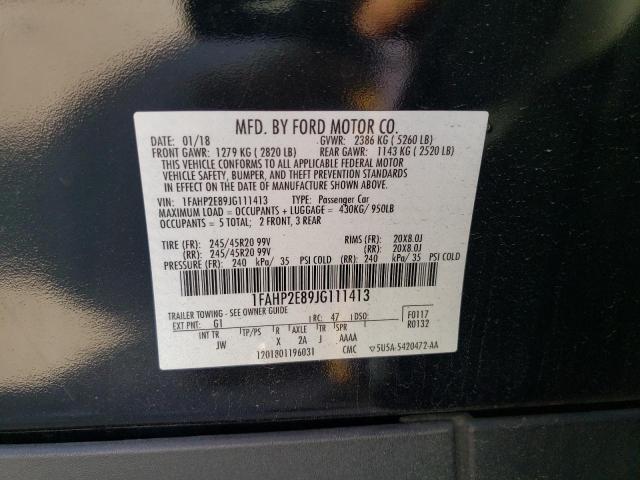 MFD. BY FORD MOTOR CO.
DATE: 01/18 GVWR: 2386 KG ( 5260 LB)
FRONT GAWR: 1279 KG ( 2820 LB) REAR GAWR: 1143 KG ( 2520 LB)
THIS VEHICLE CONFORMS TO ALL APPLICABLE FEDERAL MOTOR
VEHICLE SAFETY, BUMPER, AND THEFT PREVENTION STANDARDS
IN EFFECT ON THE DATE OF MANUFACTURE SHOWN ABOVE.
VIN: 1FAHP2E89JG111413 TYPE: Passenger Car
MAXIMUM LOAD = OCCUPANTS + LUGGAGE = 430KG/ 950LB
OCCUPANTS = 5 TOTAL; 2 FRONT, 3 REAR
TIRE (FR): 245/45R20 99V RIMS (FR): 20X8.0J
(RR): 245/45R20 99V (RR): 20X8.0J
PRESSURE (FR): 240 kPa/ 35 PSI COLD (RR): 240 kPa/ 35 PSI COLD
1FAHP2E89JG111413
TRAILER TOWING - SEE OWNER GUIDE
EXT PNT: G1 RC: 47 DSO: F0117
INT TR TP/PS R AXLE TR SPR R0132
JW X 2A J AAAA
1201801196031 CMC ▽5U5A-5420472-AA